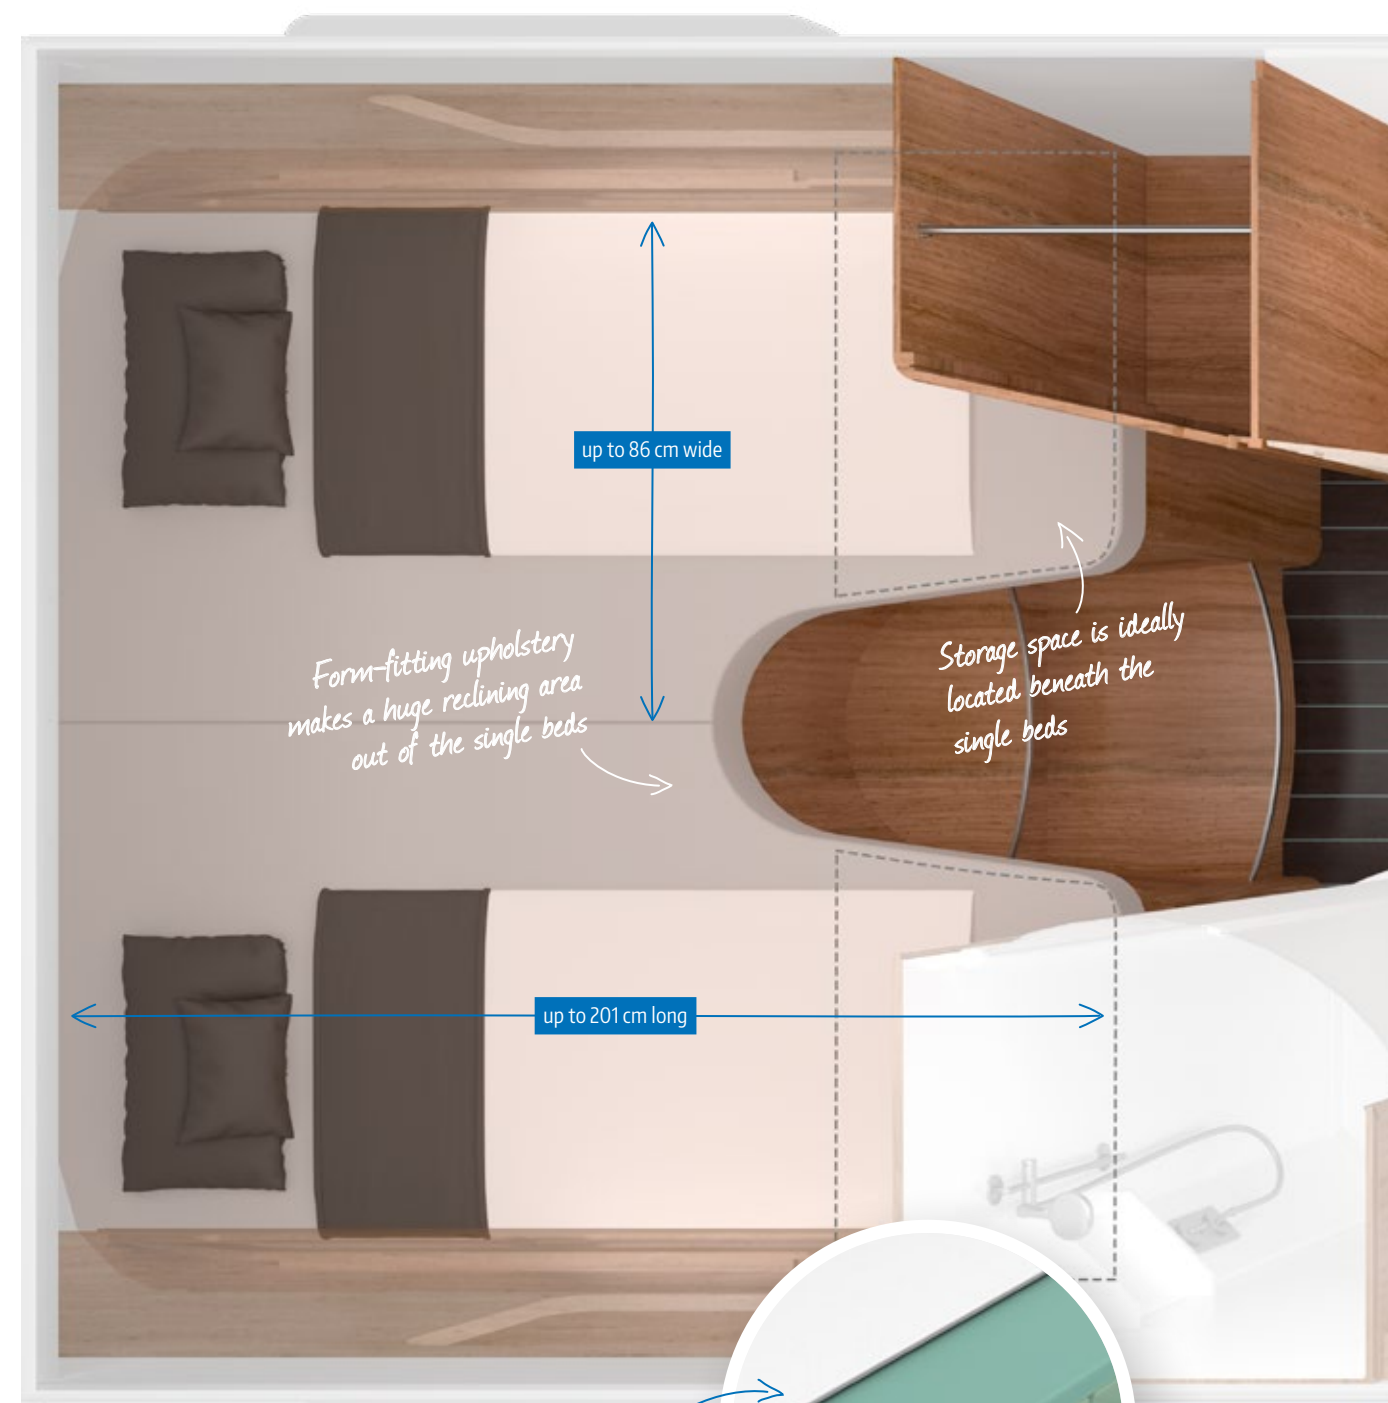 up to 86 cm wide
Form-fitting upholstery
makes a huge reclining area
out of the single beds
Storage space is ideally
located beneath the
single beds
up to 201 cm long